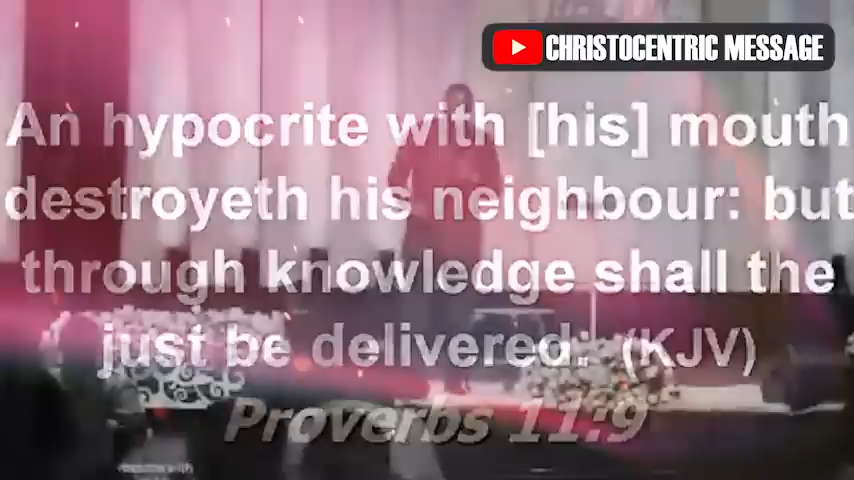 CHRISTOCENTRIC MESSAGE
An hypocrite with [his] mouth
destroyeth his neighbour: but
through knowledge shall the
just be delivered. (KJV)
Proverbs 11:9